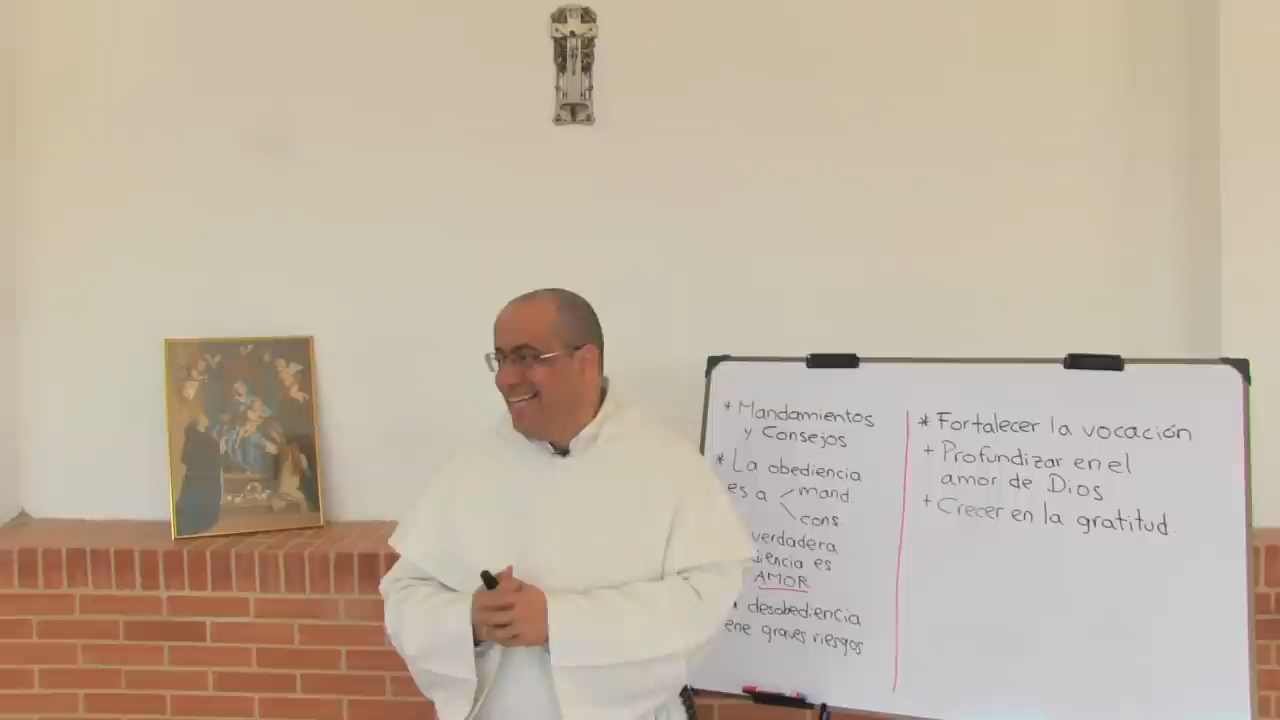 * Mandamientos
y Consejos
* La obediencia
es a mand
cons
verdadera
es
AMOR
desobediencia
graves riesgos
* Fortalecer la vocación
+ Profundizar en el
amor de Dios
+ Crecer en la gratitud